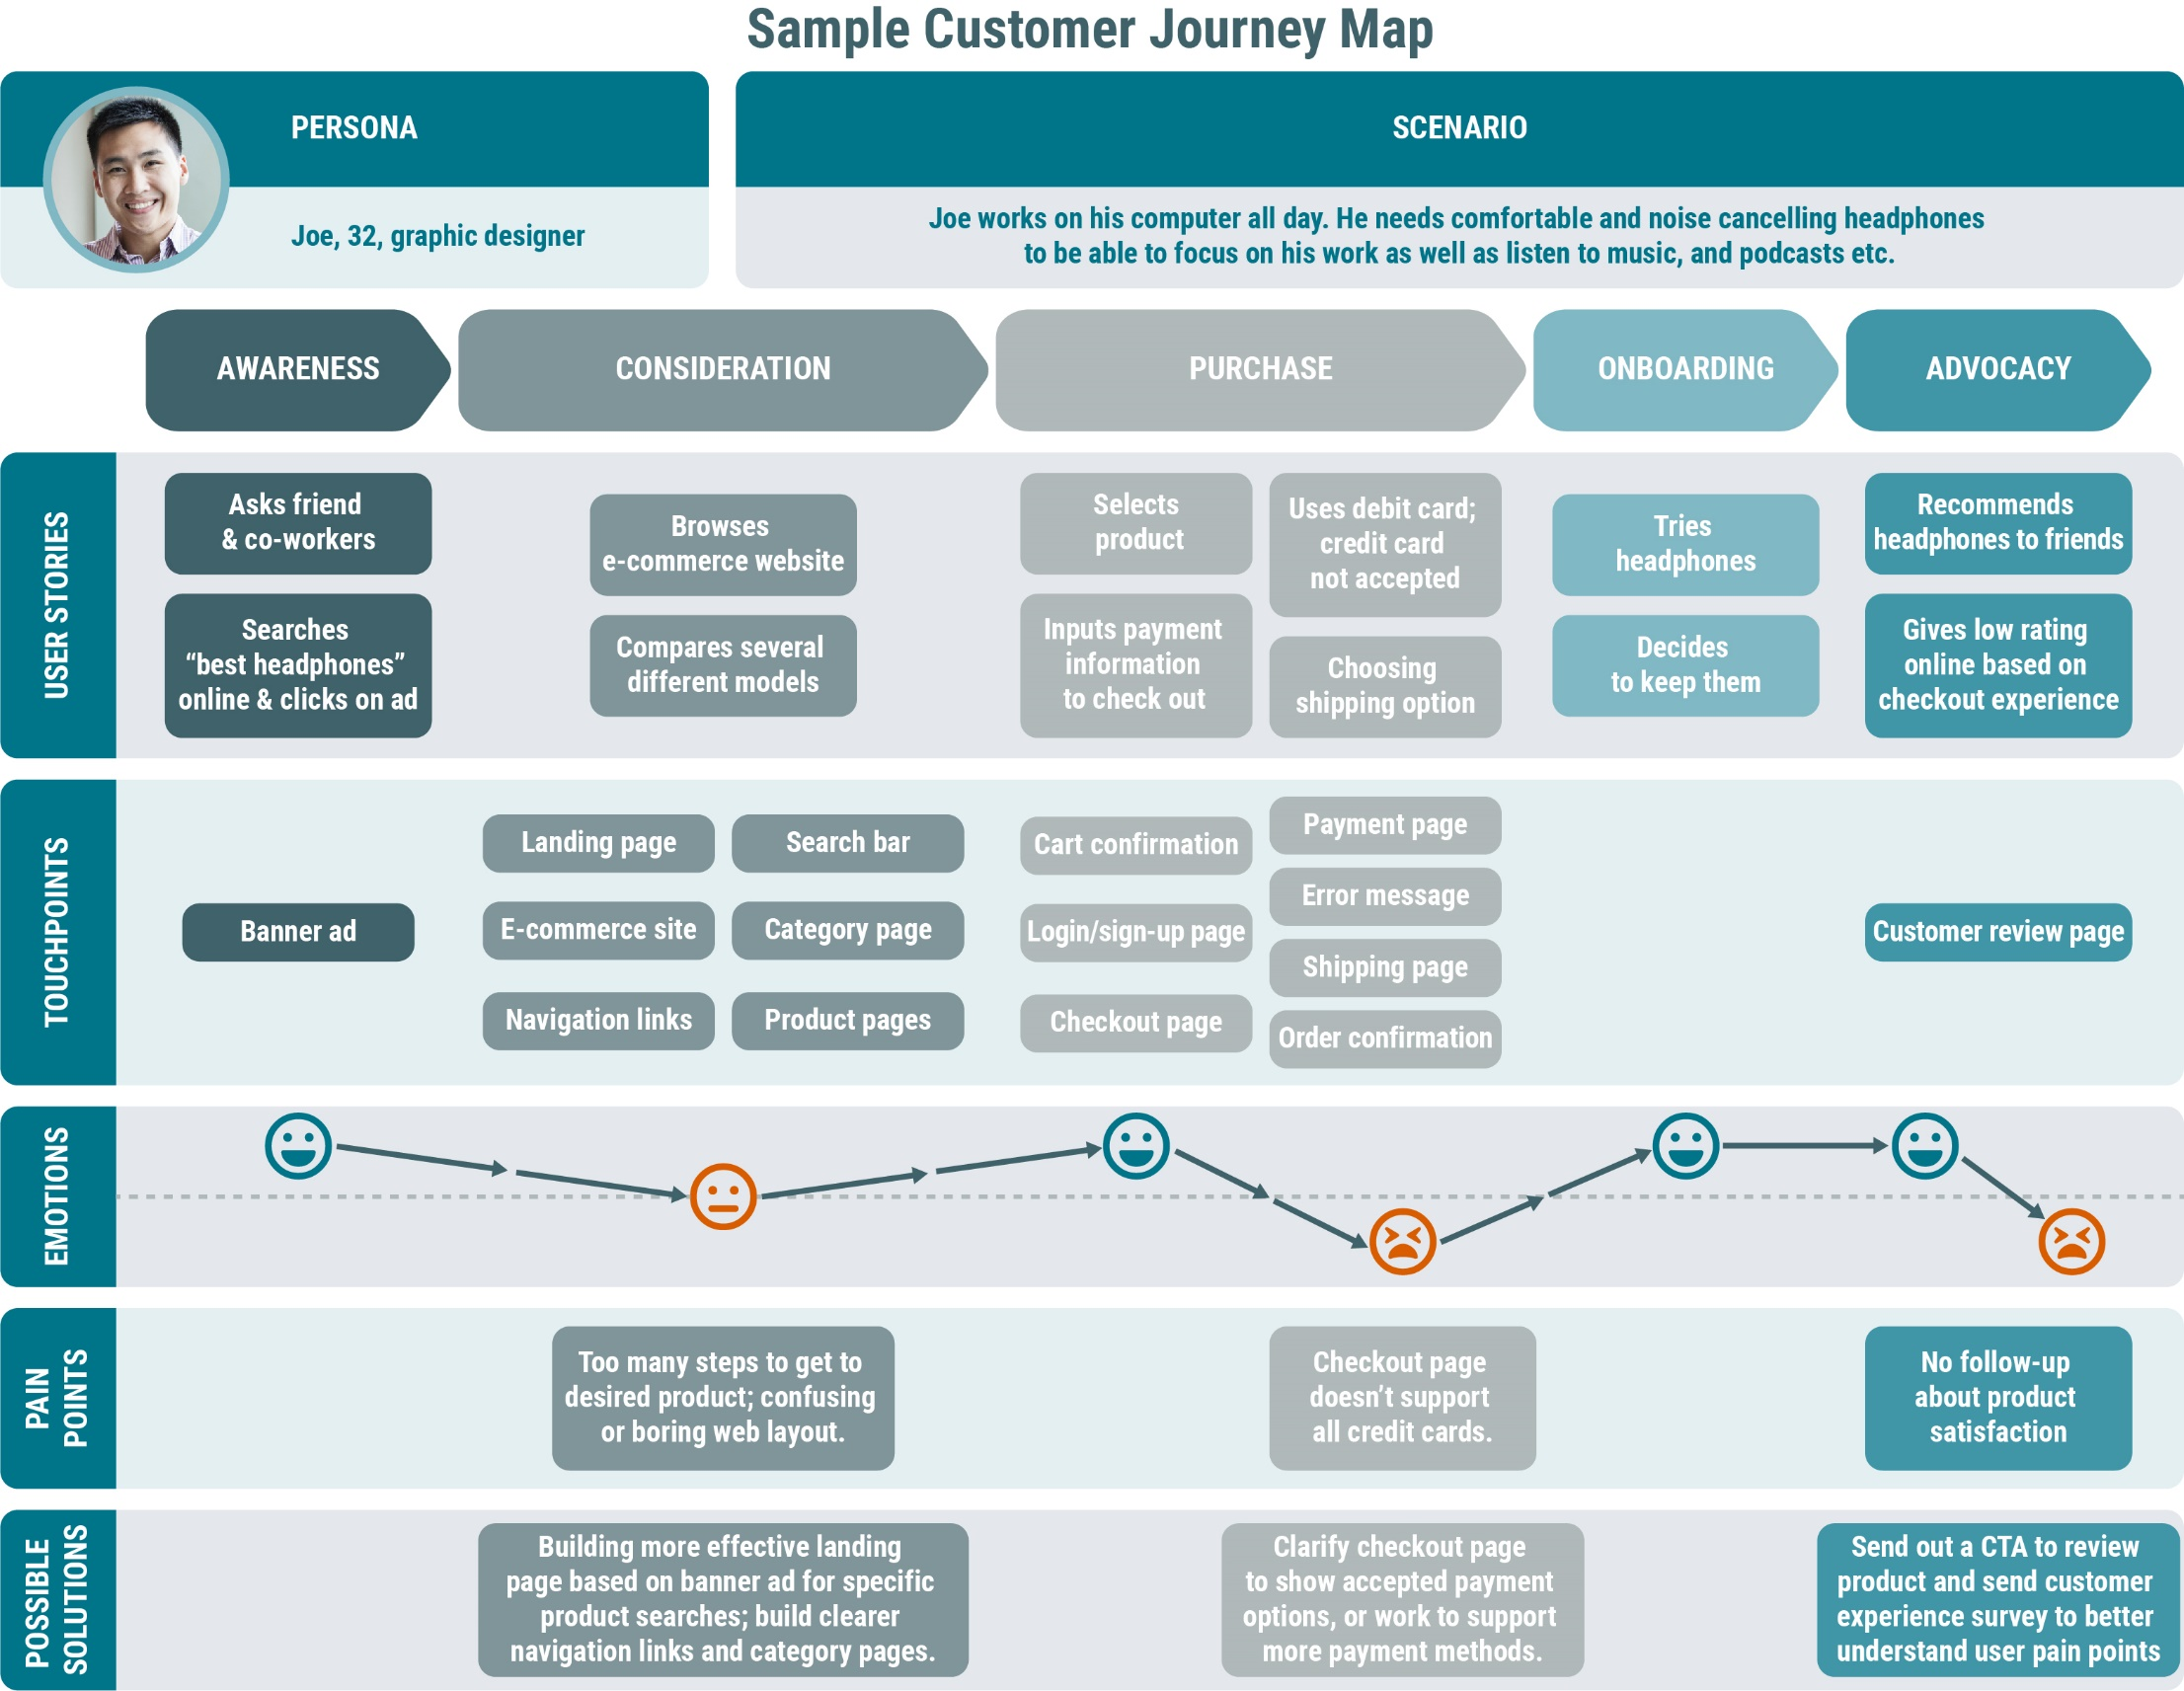 Sample Customer Journey Map
PERSONA
Joe, 32, graphic designer
SCENARIO
Joe works on his computer all day. He needs comfortable and noise cancelling headphones
to be able to focus on his work as well as listen to music, and podcasts etc.
AWARENESS
CONSIDERATION
PURCHASE
ONBOARDING
ADVOCACY
USER STORIES
Asks friend
& co-workers
Searches
“best headphones”
online & clicks on ad
Browses
e-commerce website
Compares several
different models
Selects
product
Inputs payment
information
to check out
Uses debit card;
credit card
not accepted
Choosing
shipping option
Tries
headphones
Decides
to keep them
Recommends
headphones to friends
Gives low rating
online based on
checkout experience
TOUCHPOINTS
Banner ad
Landing page
E-commerce site
Navigation links
Search bar
Category page
Product pages
Cart confirmation
Login/sign-up page
Checkout page
Payment page
Error message
Shipping page
Order confirmation
Customer review page
EMOTIONS
PAIN
POINTS
Too many steps to get to
desired product; confusing
or boring web layout.
Checkout page
doesn’t support
all credit cards.
No follow-up
about product
satisfaction
POSSIBLE
SOLUTIONS
Building more effective landing
page based on banner ad for specific
product searches; build clearer
navigation links and category pages.
Clarify checkout page
to show accepted payment
options, or work to support
more payment methods.
Send out a CTA to review
product and send customer
experience survey to better
understand user pain points